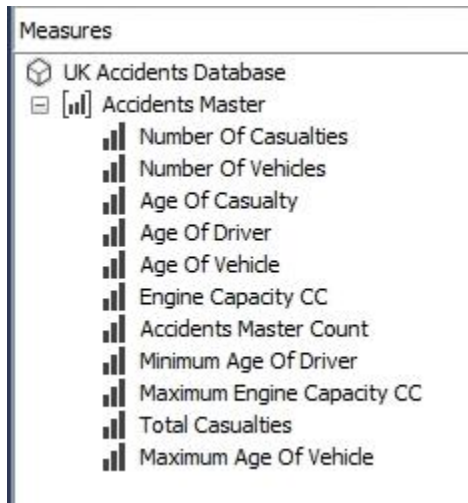 Measures
UK Accidents Database
Accidents Master
Number Of Casualties
Number Of Vehicles
Age Of Casualty
Age Of Driver
Age Of Vehicle
Engine Capacity CC
Accidents Master Count
Minimum Age Of Driver
Maximum Engine Capacity CC
Total Casualties
Maximum Age Of Vehicle